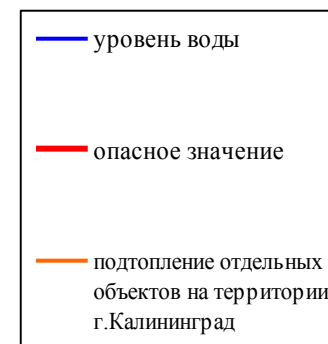 уровень воды
опасное значение
подтопление отдельных
объектов на территории
г.Калининград